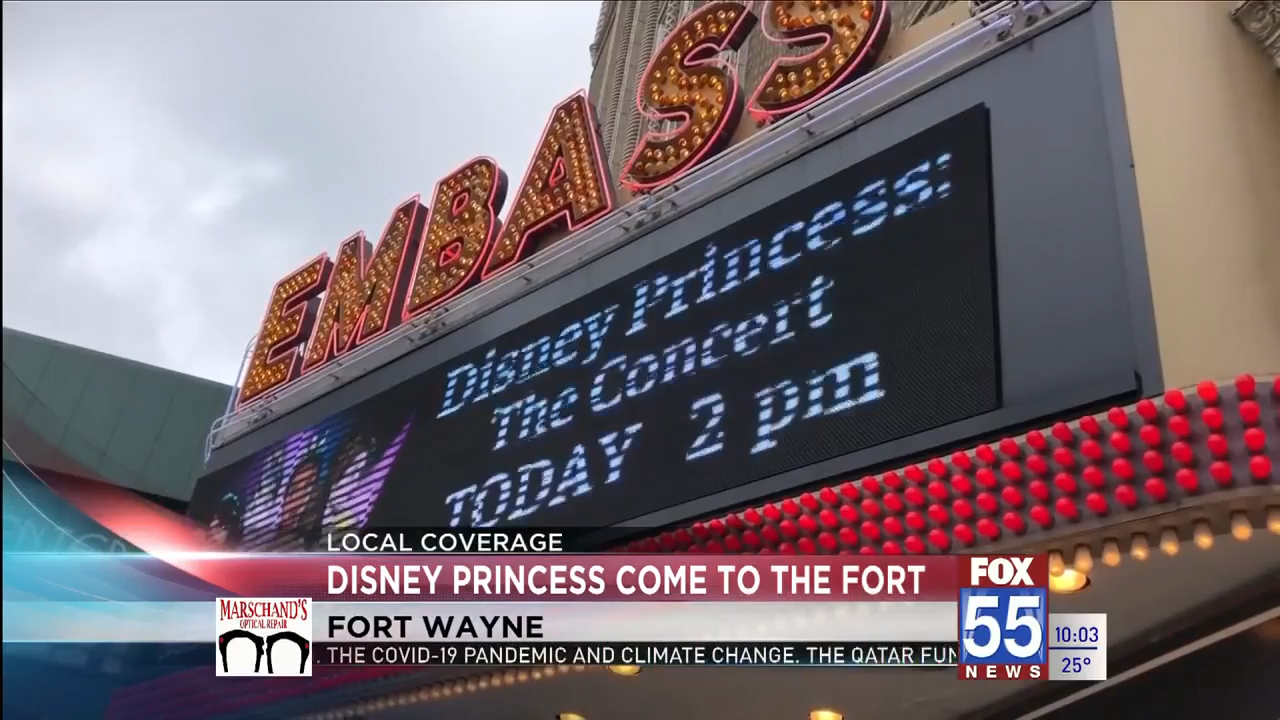 EMBASS
Disney Princess:
The Concert
TODAY 2 pm
LOCAL COVERAGE
DISNEY PRINCESS COME TO THE FORT
FORT WAYNE
MARSCHAND'S
OPTICAL REPAIR
. THE COVID-19 PANDEMIC AND CLIMATE CHANGE. THE QATAR FUN
FOX
55
NEWS
10:03
25°